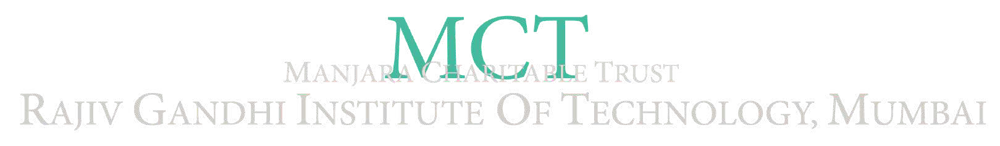 MCT
MANJARA CHARITABLE TRUST
RAJIV GANDHI INSTITUTE OF TECHNOLOGY, MUMBAI